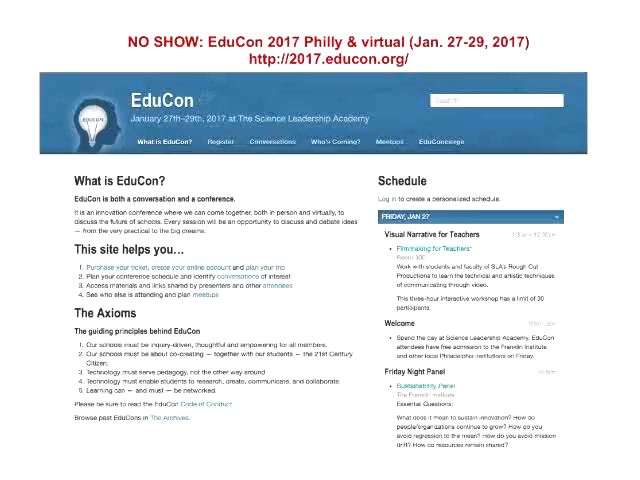 NO SHOW: EduCon 2017 Philly & virtual (Jan. 27-29, 2017)
http://2017.educon.org/
EDUCON
EduCon
January 27th–29th, 2017 at The Science Leadership Academy
Search
What is EduCon?
Register
Conversations
Who's Coming?
Meetups
EduConcierge
What is EduCon?
EduCon is both a conversation and a conference.
It is an innovation conference where we can come together, both in person and virtually, to
discuss the future of schools. Every session will be an opportunity to discuss and debate ideas
— from the very practical to the big dreams.
This site helps you…
1. Purchase your ticket, create your online account and plan your trip
2. Plan your conference schedule and identify conversations of interest
3. Access materials and links shared by presenters and other attendees
4. See who else is attending and plan meetups
The Axioms
The guiding principles behind EduCon
1. Our schools must be inquiry-driven, thoughtful and empowering for all members.
2. Our schools must be about co-creating — together with our students — the 21st Century
Citizen.
3. Technology must serve pedagogy, not the other way around
4. Technology must enable students to research, create, communicate, and collaborate.
5. Learning can — and must — be networked.
Please be sure to read the EduCon Code of Conduct
Browse past EduCons in The Archives.
Schedule
Log in to create a personalized schedule.
FRIDAY, JAN 27
Visual Narrative for Teachers
• Filmmaking for Teachers*
Room 300
Work with students and faculty of SLA's Rough Cut
Productions to learn the technical and artistic techniques
of communicating through video.
This three-hour interactive workshop has a limit of 30
participants.
Welcome
• Spend the day at Science Leadership Academy. EduCon
attendees have free admission to the Franklin Institute
and other local Philadelphia institutions on Friday.
Friday Night Panel
• Sustainability Panel
The Franklin Institute
Essential Questions:
What does it mean to sustain innovation? How do
people/organizations continue to grow? How do you
avoid regression to the mean? How do you avoid mission
drift? How do resources remain shared?